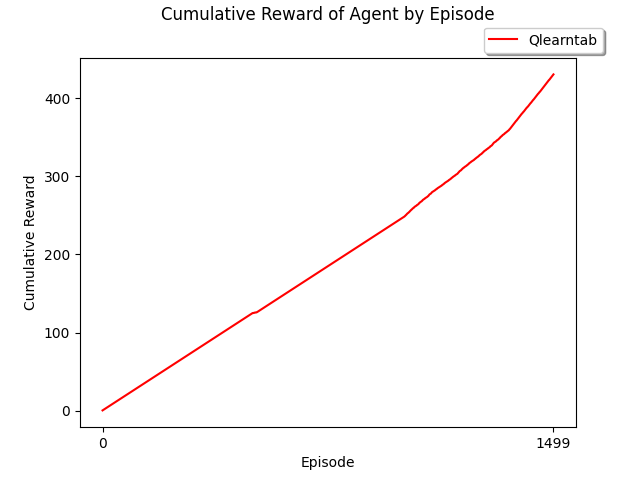 Cumulative Reward of Agent by Episode
Qlearntab
400
300
200
100
0
Cumulative Reward
0
1499
Episode